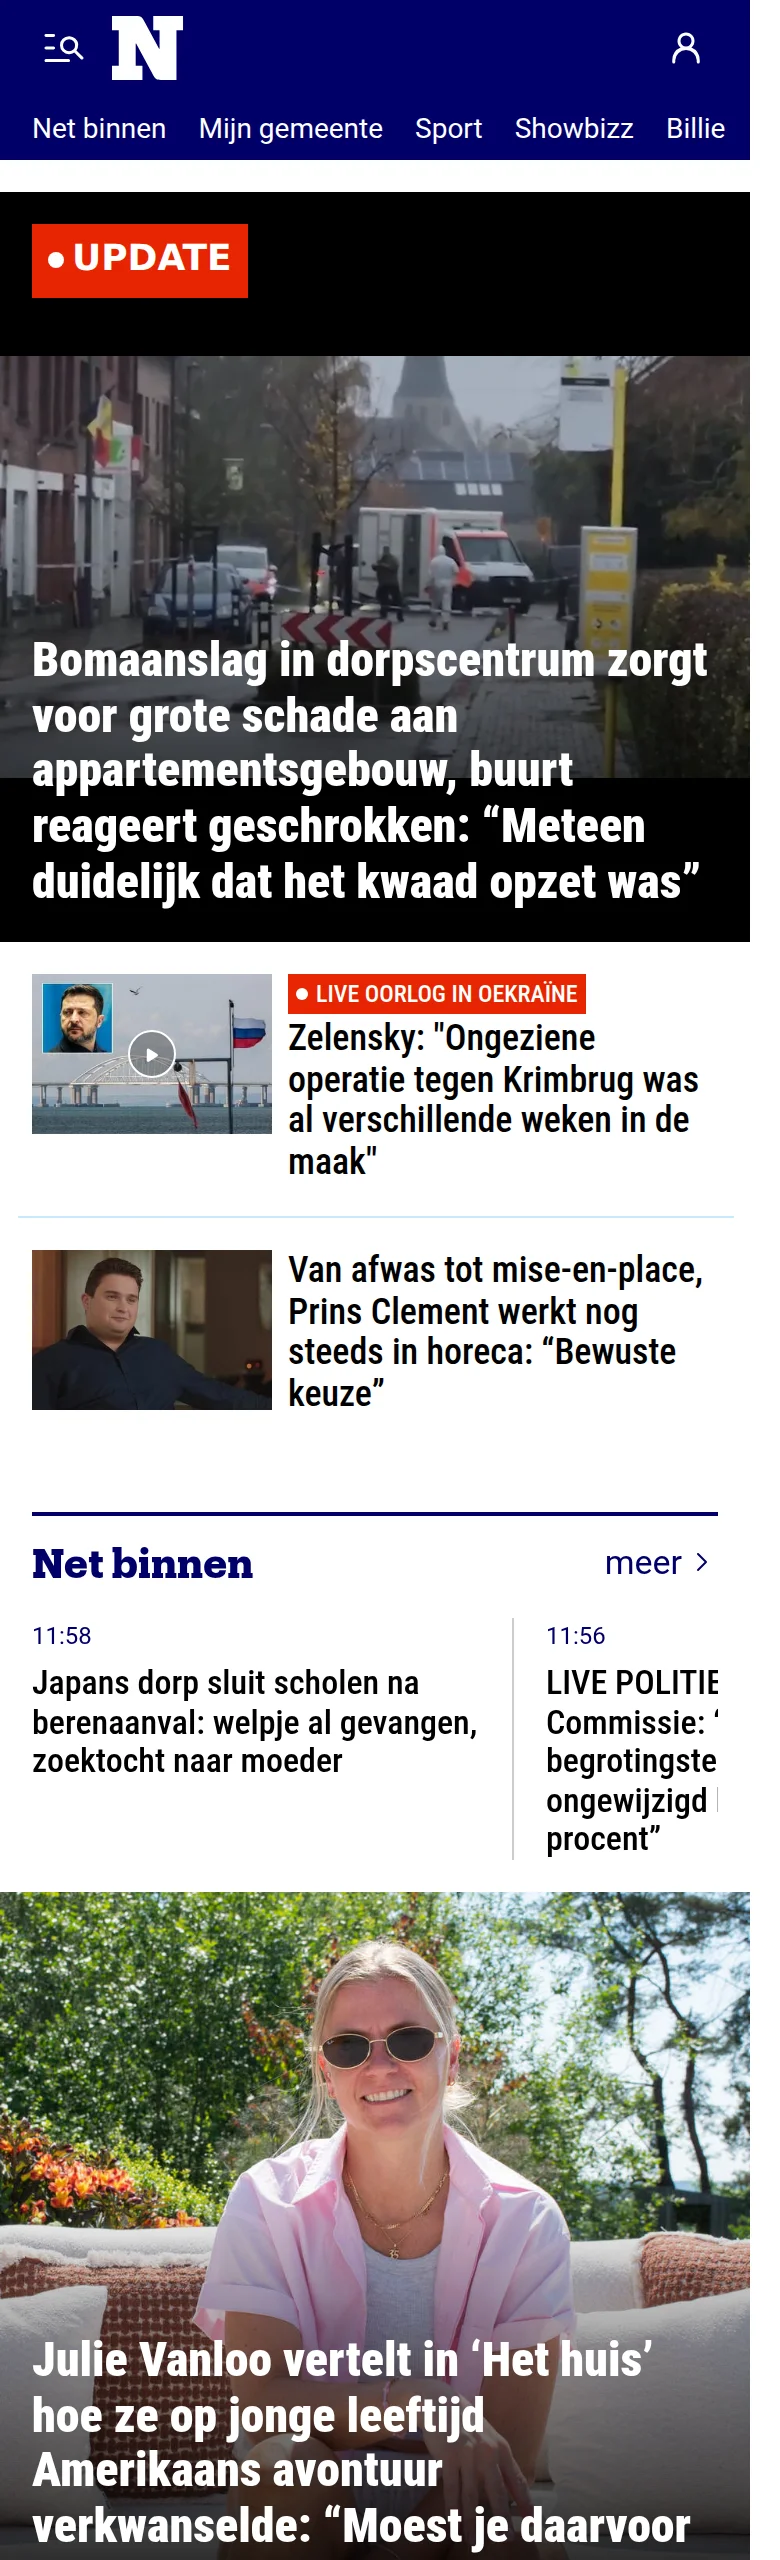 N
Net binnen Mijn gemeente Sport Showbizz Billie
UPDATE
Bomaanslag in dorpscentrum zorgt
voor grote schade aan
appartementsgebouw, buurt
reageert geschrokken: “Meteen
duidelijk dat het kwaad opzet was”
LIVE OORLOG IN OEKRAÏNE
Zelensky: "Ongeziene
operatie tegen Krimbrug was
al verschillende weken in de
maak"
Van afwas tot mise-en-place,
Prins Clement werkt nog
steeds in horeca: “Bewuste
keuze”
Net binnen
meer
11:58
Japans dorp sluit scholen na
berenaanval: welpje al gevangen,
zoektocht naar moeder
11:56
LIVE POLITIE
Commissie: ‘
begrotingste
ongewijzigd
procent”
Julie Vanloo vertelt in ‘Het huis’
hoe ze op jonge leeftijd
Amerikaans avontuur
verkwanselde: “Moest je daarvoor